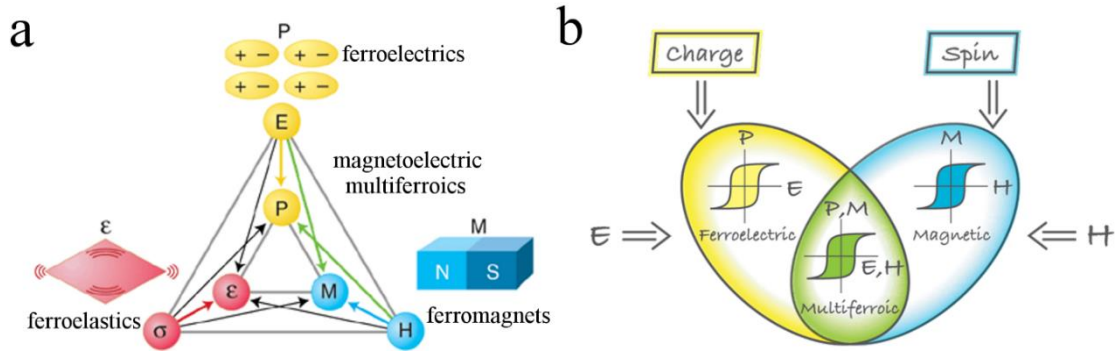 a
P
+ − + −
ferroelectrics
+ − + −
E
magnetoelectric
multiferroics
P
ε
M
N S
ε
M
ferroelastics
σ
H
ferromagnets
b
Charge
Spin
P
M
E
H
P,M
E
Ferroelectric
Magnetic
H
E,H
Multiferroic